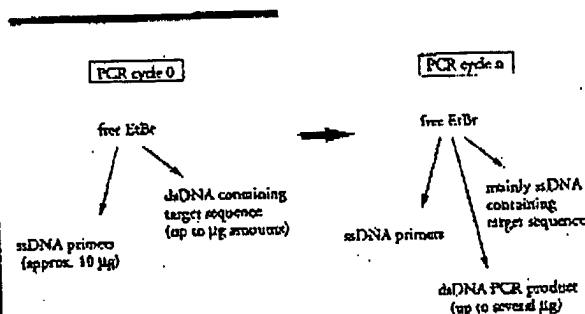 PCR cycle 0
free EtBr
dsDNA containing
target sequence
(up to µg amounts)
ssDNA primers
(approx. 10 µg)
PCR cycle n
free EtBr
mainly ssDNA
containing
target sequence
ssDNA primers
dsDNA PCR product
(up to several µg)